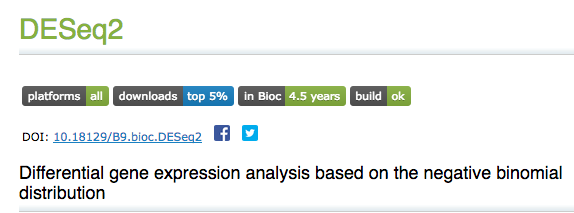 DESeq2
platforms all downloads top 5% in Bioc 4.5 years build ok
DOI: 10.18129/B9.bioc.DESeq2
Differential gene expression analysis based on the negative binomial
distribution